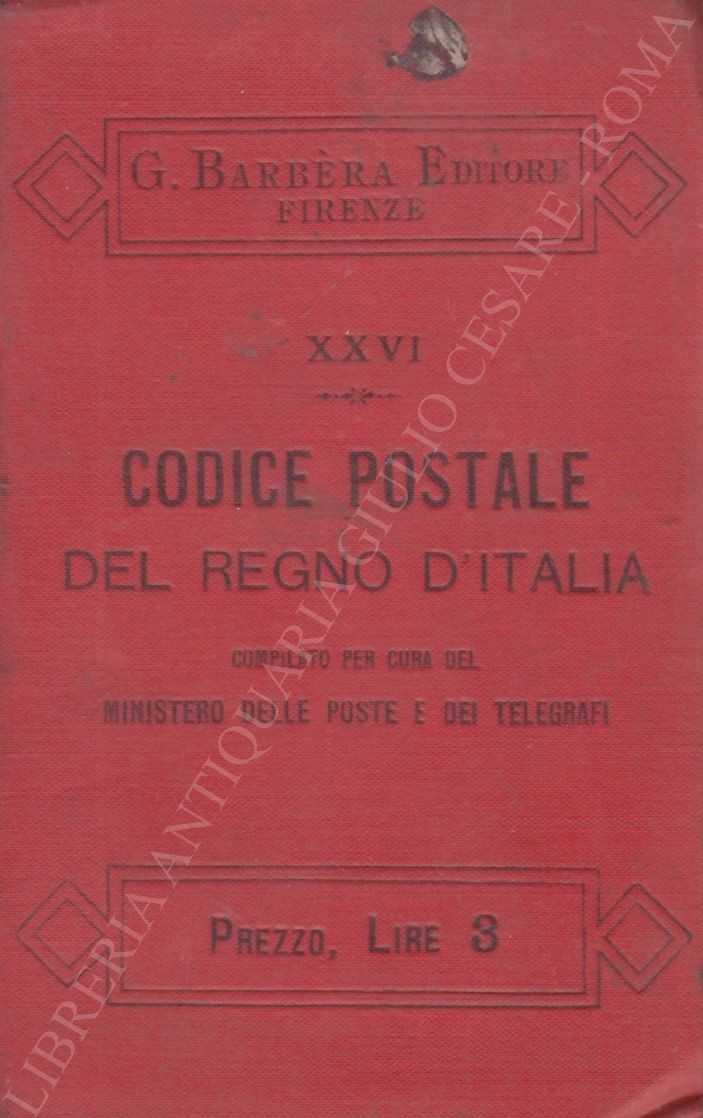 G. BARBÈRA EDITORE
FIRENZE
XXVI
CODICE POSTALE
DEL REGNO D'ITALIA
COMPILATO PER CURA DEL
MINISTERO DELLE POSTE E DEI TELEGRAFI
PREZZO, LIRE 3
LIBRERIA ANTIQUARIA GIULIO CESARE - ROMA